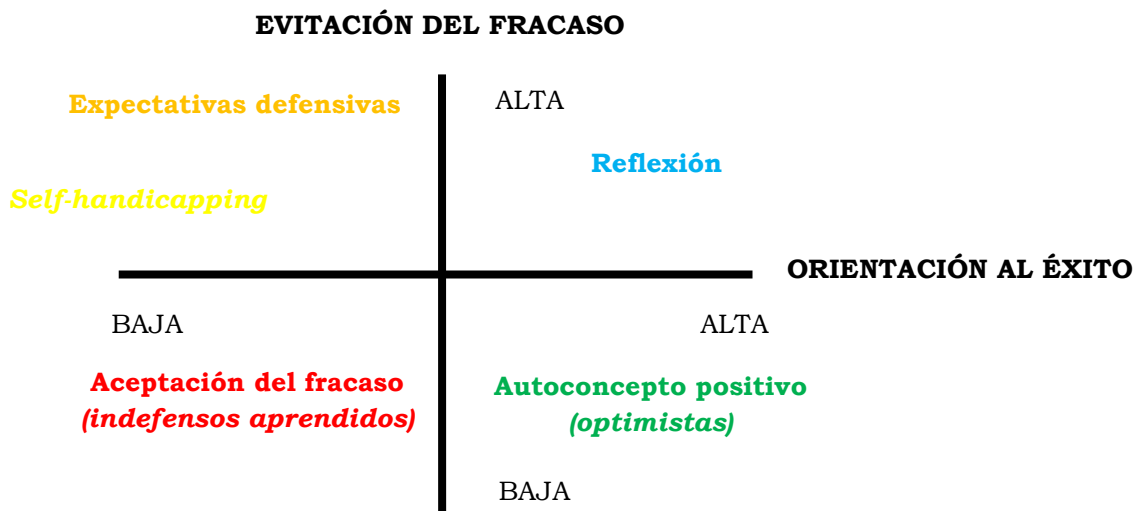 EVITACIÓN DEL FRACASO
Expectativas defensivas
ALTA
Reflexión
Self-handicapping
ORIENTACIÓN AL ÉXITO
BAJA
ALTA
Aceptación del fracaso
(indefensos aprendidos)
Autoconcepto positivo
(optimistas)
BAJA